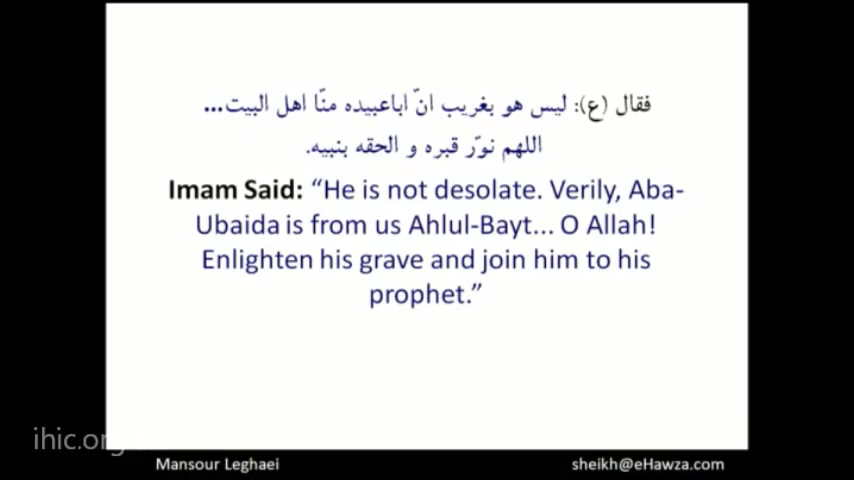 فقال (ع): ليس هو بغريب انّ اباعبيده منّا اهل البيت...
اللهم نوّر قبره و الحقه بنبيه.
Imam Said: “He is not desolate. Verily, Aba-
Ubaida is from us Ahlul-Bayt... O Allah!
Enlighten his grave and join him to his
prophet.”
ihic.org
Mansour Leghaei
sheikh@eHawza.com